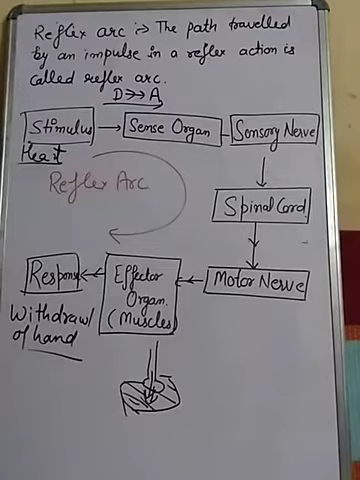 Reflex arc :- The path travelled
by an impulse in a reflex action is
called reflex arc.
D→→A
Stimulus
Sense Organ
Sensory Nerve
Heat
Reflex Arc
Spinal Cord
Response
Effector
Organ.
(Muscles)
Motor Nerve
Withdrawl
of hand